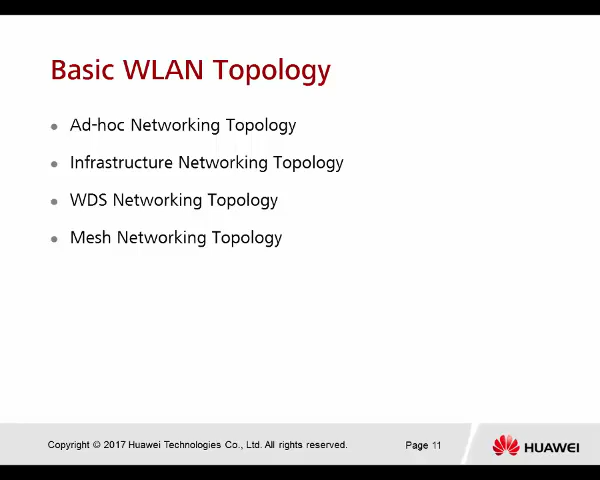 Basic WLAN Topology
Ad-hoc Networking Topology
Infrastructure Networking Topology
WDS Networking Topology
Mesh Networking Topology
Copyright © 2017 Huawei Technologies Co., Ltd. All rights reserved.
Page 11
HUAWEI